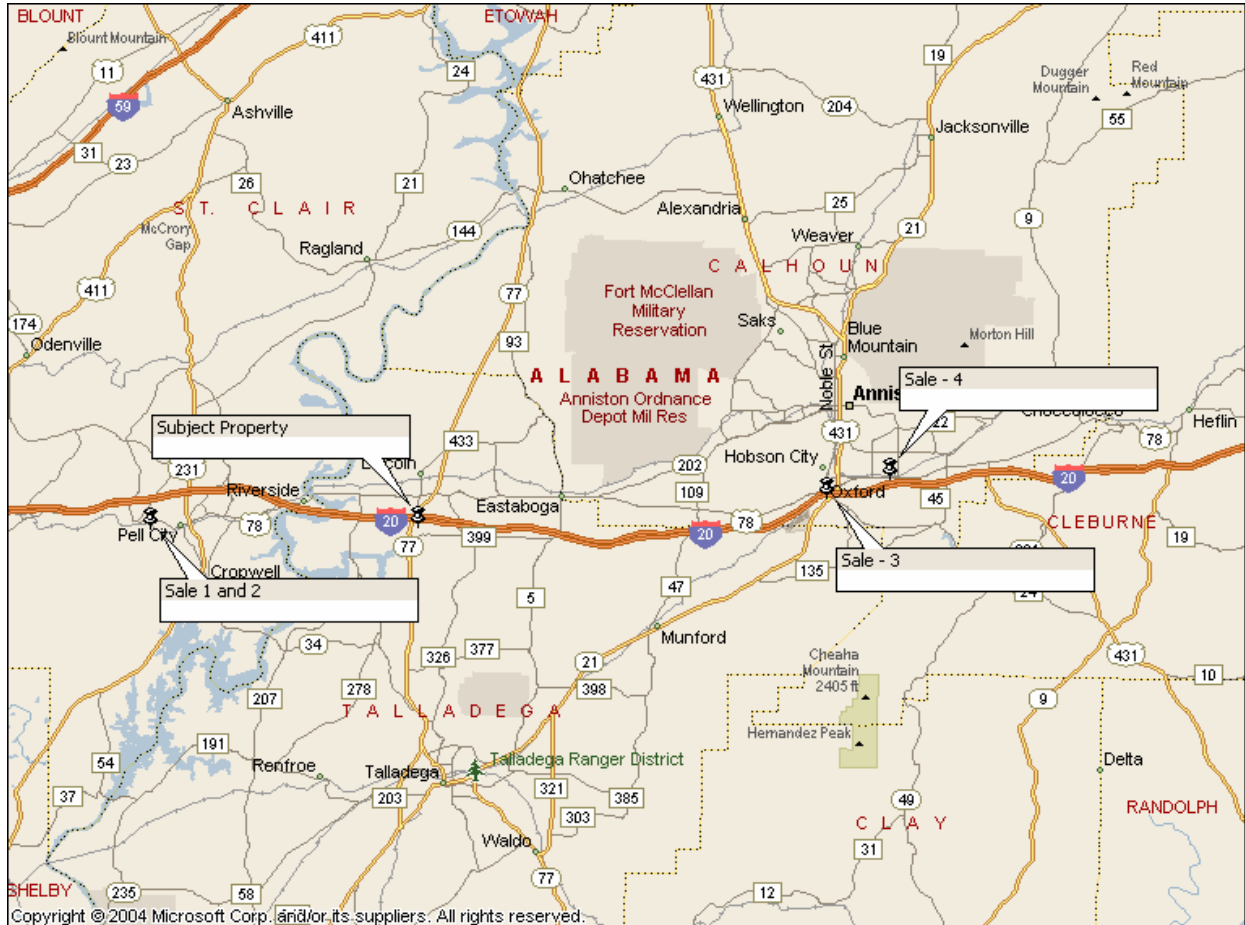 BLOUNT
ETOWAH
Blount Mountain
411
11
24
19
Dugger
Mountain
Red
Mountain
431
59
Ashville
Wellington
204
55
Jacksonville
31
23
26
21
Ohatchee
25
9
ST. CLAIR
McCrory
Gap
144
Alexandria
Weaver
21
Ragland
CALHOUN
411
77
Fort McClellan
Military
Reservation
174
Saks
Blue
Mountain
Morton Hill
Odenville
93
Noble St
ALABAMA
Anniston Ordnance
Depot Mil Res
Sale - 4
Subject Property
433
431
22
Heflin
78
231
202
Hobson City
Riverside
Eastaboga
109
Oxford
45
20
Pell City
78
20
77
399
20
78
CLEBURNE
19
Cropwell
Sale - 3
135
Sale 1 and 2
5
47
24
34
326
377
Munford
21
Cheaha
Mountain
2405 ft
431
10
207
278
398
9
TALLADEGA
Hernandez Peak
54
191
Renfroe
Talladega
Talladega Ranger District
Delta
37
203
321
385
49
303
CLAY
RANDOLPH
Waldo
31
SHELBY
235
58
77
12
Copyright © 2004 Microsoft Corp. and/or its suppliers. All rights reserved.